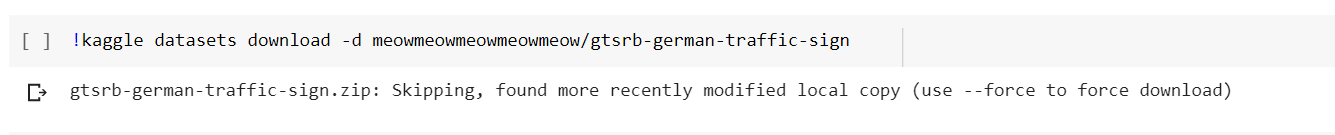 [ ] !kaggle datasets download -d meowmeowmeowmeowmeow/gtsrb-german-traffic-sign
gtsrb-german-traffic-sign.zip: Skipping, found more recently modified local copy (use --force to force download)